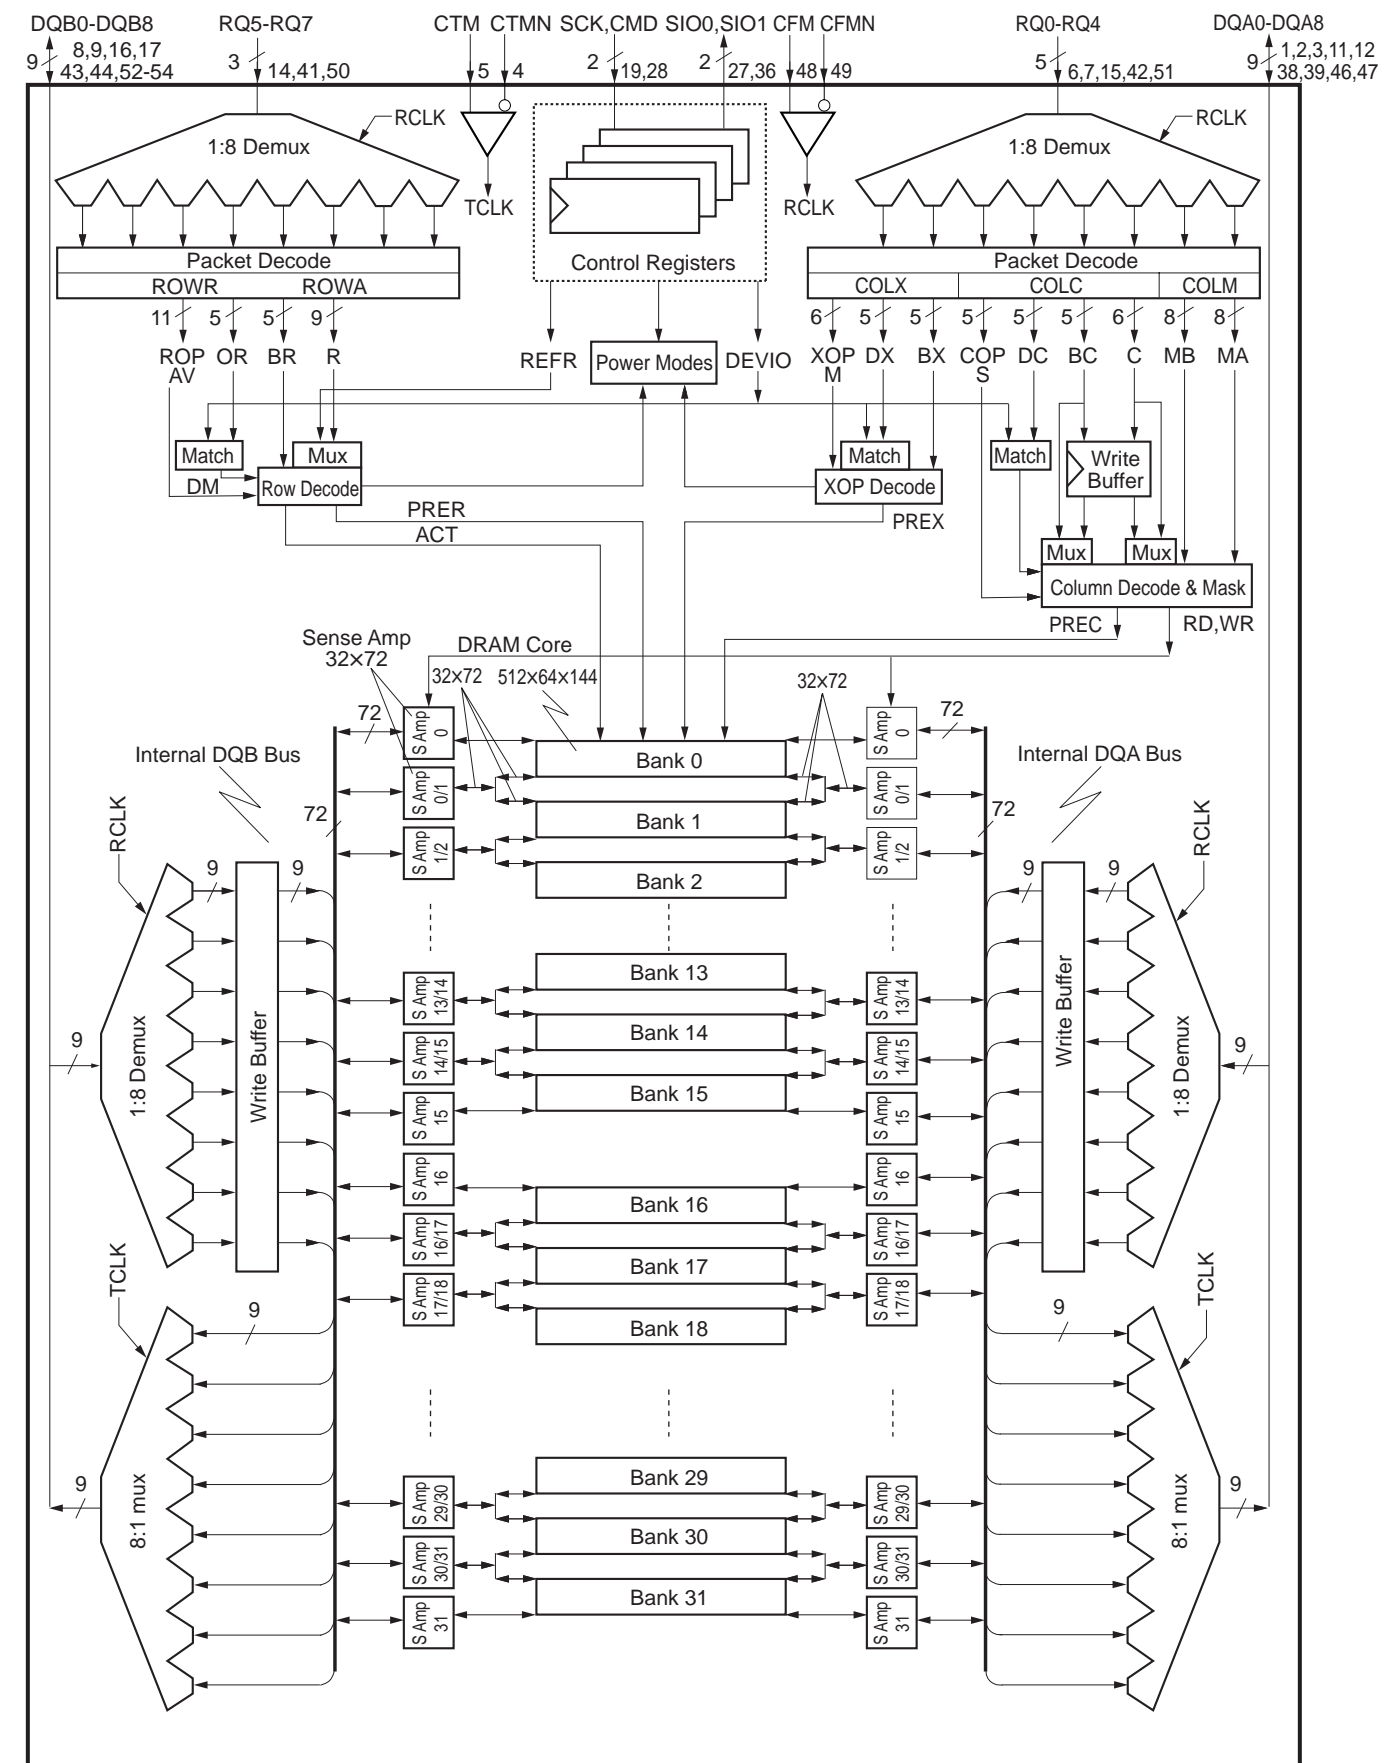 DQB0-DQB8 RQ5-RQ7 CTM CTMN SCK,CMD SIO0,SIO1 CFM CFMN RQ0-RQ4 DQA0-DQA8
9 8,9,16,17 3 2 2 5 9 1,2,3,11,12
43,44,52-54 14,41,50 5 4 19,28 27,36 48 49 6,7,15,42,51 38,39,46,47
RCLK RCLK
1:8 Demux 1:8 Demux
TCLK RCLK
Packet Decode Control Registers Packet Decode
ROWR ROWA COLX COLC COLM
11 5 5 9 6 5 5 5 5 5 6 8 8
ROP OR BR R REFR Power Modes DEVIO XOP DX BX COP DC BC C MB MA
AV M S
Match Mux Match Match Write
Buffer
DM Row Decode XOP Decode
PRER PREX
ACT
Mux Mux
Column Decode & Mask
PREC RD,WR
Sense Amp DRAM Core
32×72 32×72 512×64×144 32×72
72 S Amp 0 S Amp 0 72
Internal DQB Bus Bank 0 Internal DQA Bus
S Amp 0/1 S Amp 0/1
72 Bank 1 72
RCLK S Amp 1/2 S Amp 1/2 RCLK
9 9 Bank 2 9 9
Bank 13
S Amp 13/14 S Amp 13/14
Bank 14
9 1:8 Demux Write Buffer S Amp 14/15 S Amp 14/15 Write Buffer 1:8 Demux 9
Bank 15
S Amp 15 S Amp 15
S Amp 16 S Amp 16
Bank 16
S Amp 16/17 S Amp 16/17
TCLK Bank 17 TCLK
S Amp 17/18 S Amp 17/18
9 Bank 18 9
Bank 29
9 8:1 mux S Amp 29/30 S Amp 29/30 8:1 mux 9
Bank 30
S Amp 30/31 S Amp 30/31
Bank 31
S Amp 31 S Amp 31